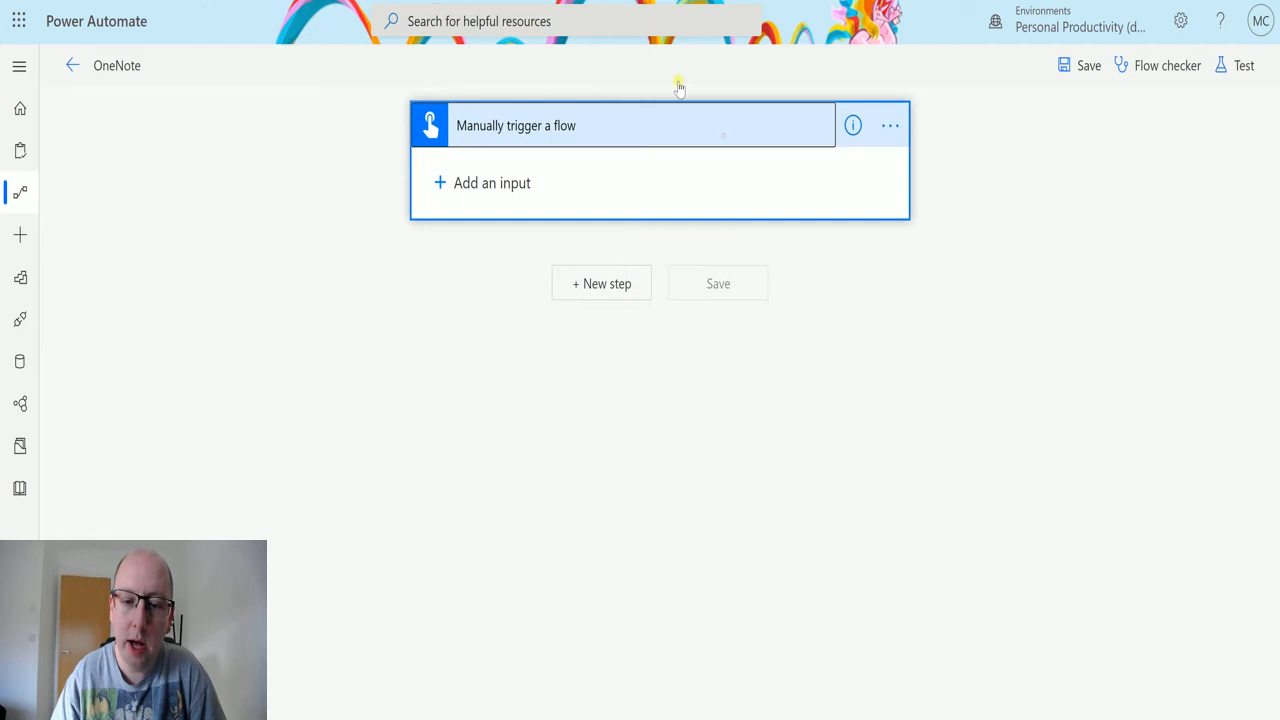 Power Automate
Search for helpful resources
Environments
Personal Productivity (d...
?
MC
OneNote
Save
Flow checker
Test
Manually trigger a flow
+ Add an input
+ New step
Save